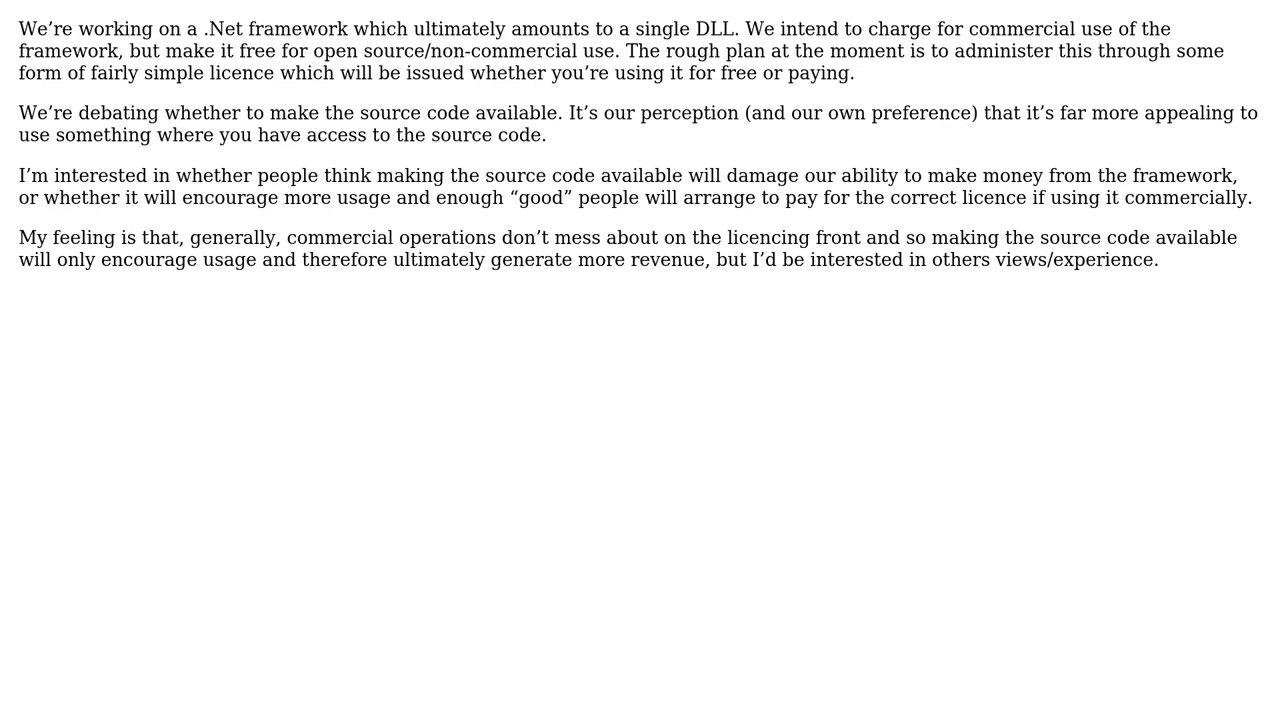 We’re working on a .Net framework which ultimately amounts to a single DLL. We intend to charge for commercial use of the
framework, but make it free for open source/non-commercial use. The rough plan at the moment is to administer this through some
form of fairly simple licence which will be issued whether you’re using it for free or paying.
We’re debating whether to make the source code available. It’s our perception (and our own preference) that it’s far more appealing to
use something where you have access to the source code.
I’m interested in whether people think making the source code available will damage our ability to make money from the framework,
or whether it will encourage more usage and enough “good” people will arrange to pay for the correct licence if using it commercially.
My feeling is that, generally, commercial operations don’t mess about on the licencing front and so making the source code available
will only encourage usage and therefore ultimately generate more revenue, but I’d be interested in others views/experience.